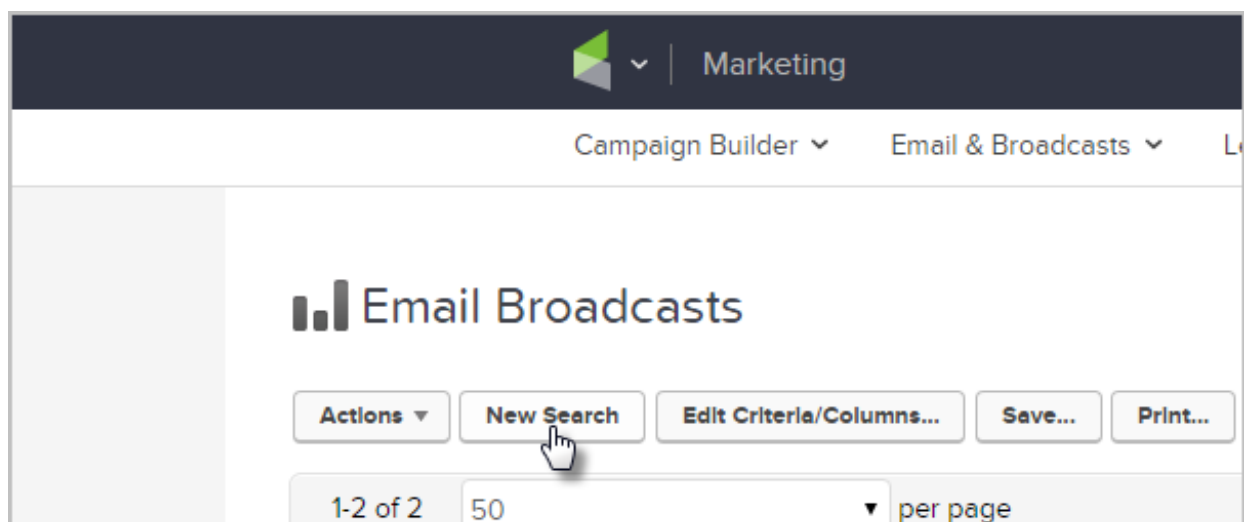 Marketing
Campaign Builder Email & Broadcasts
Email Broadcasts
Actions New Search Edit Criteria/Columns... Save... Print...
1-2 of 2 50 per page